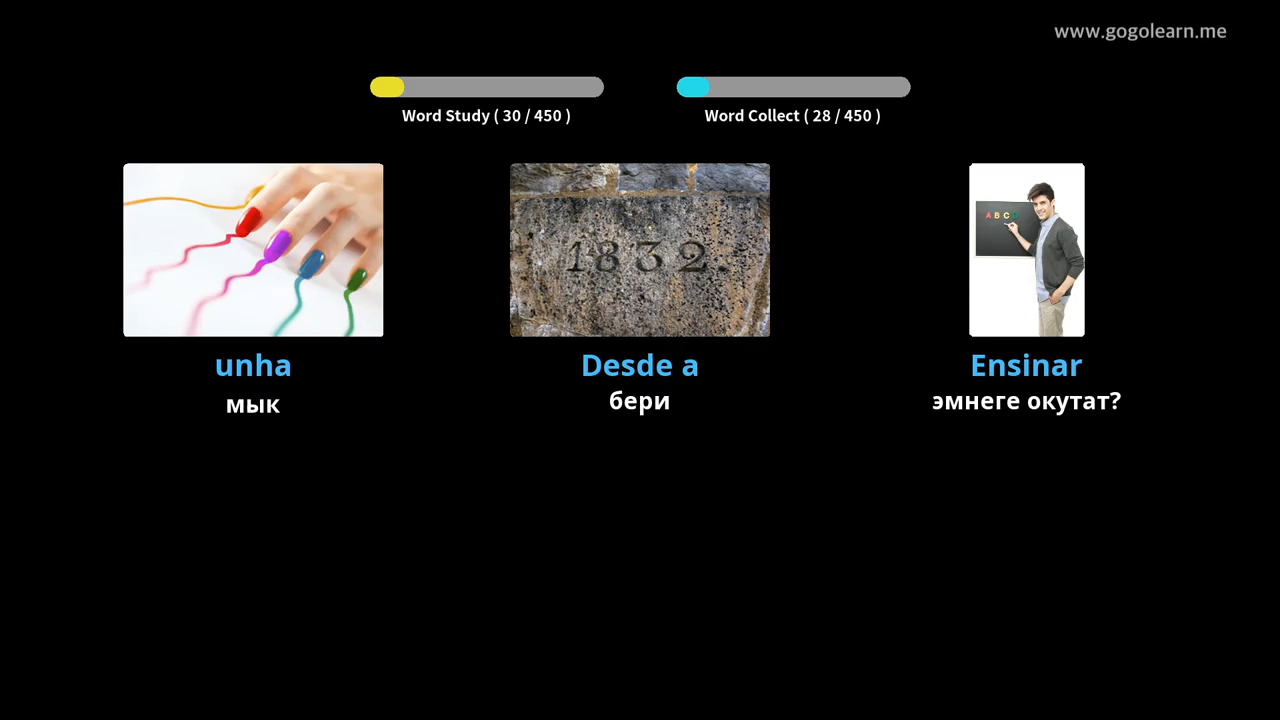 www.gogolearn.me
Word Study ( 30 / 450 )
Word Collect ( 28 / 450 )
A B C D
1832.
unha
Desde a
Ensinar
мык
бери
эмнеге окутат?